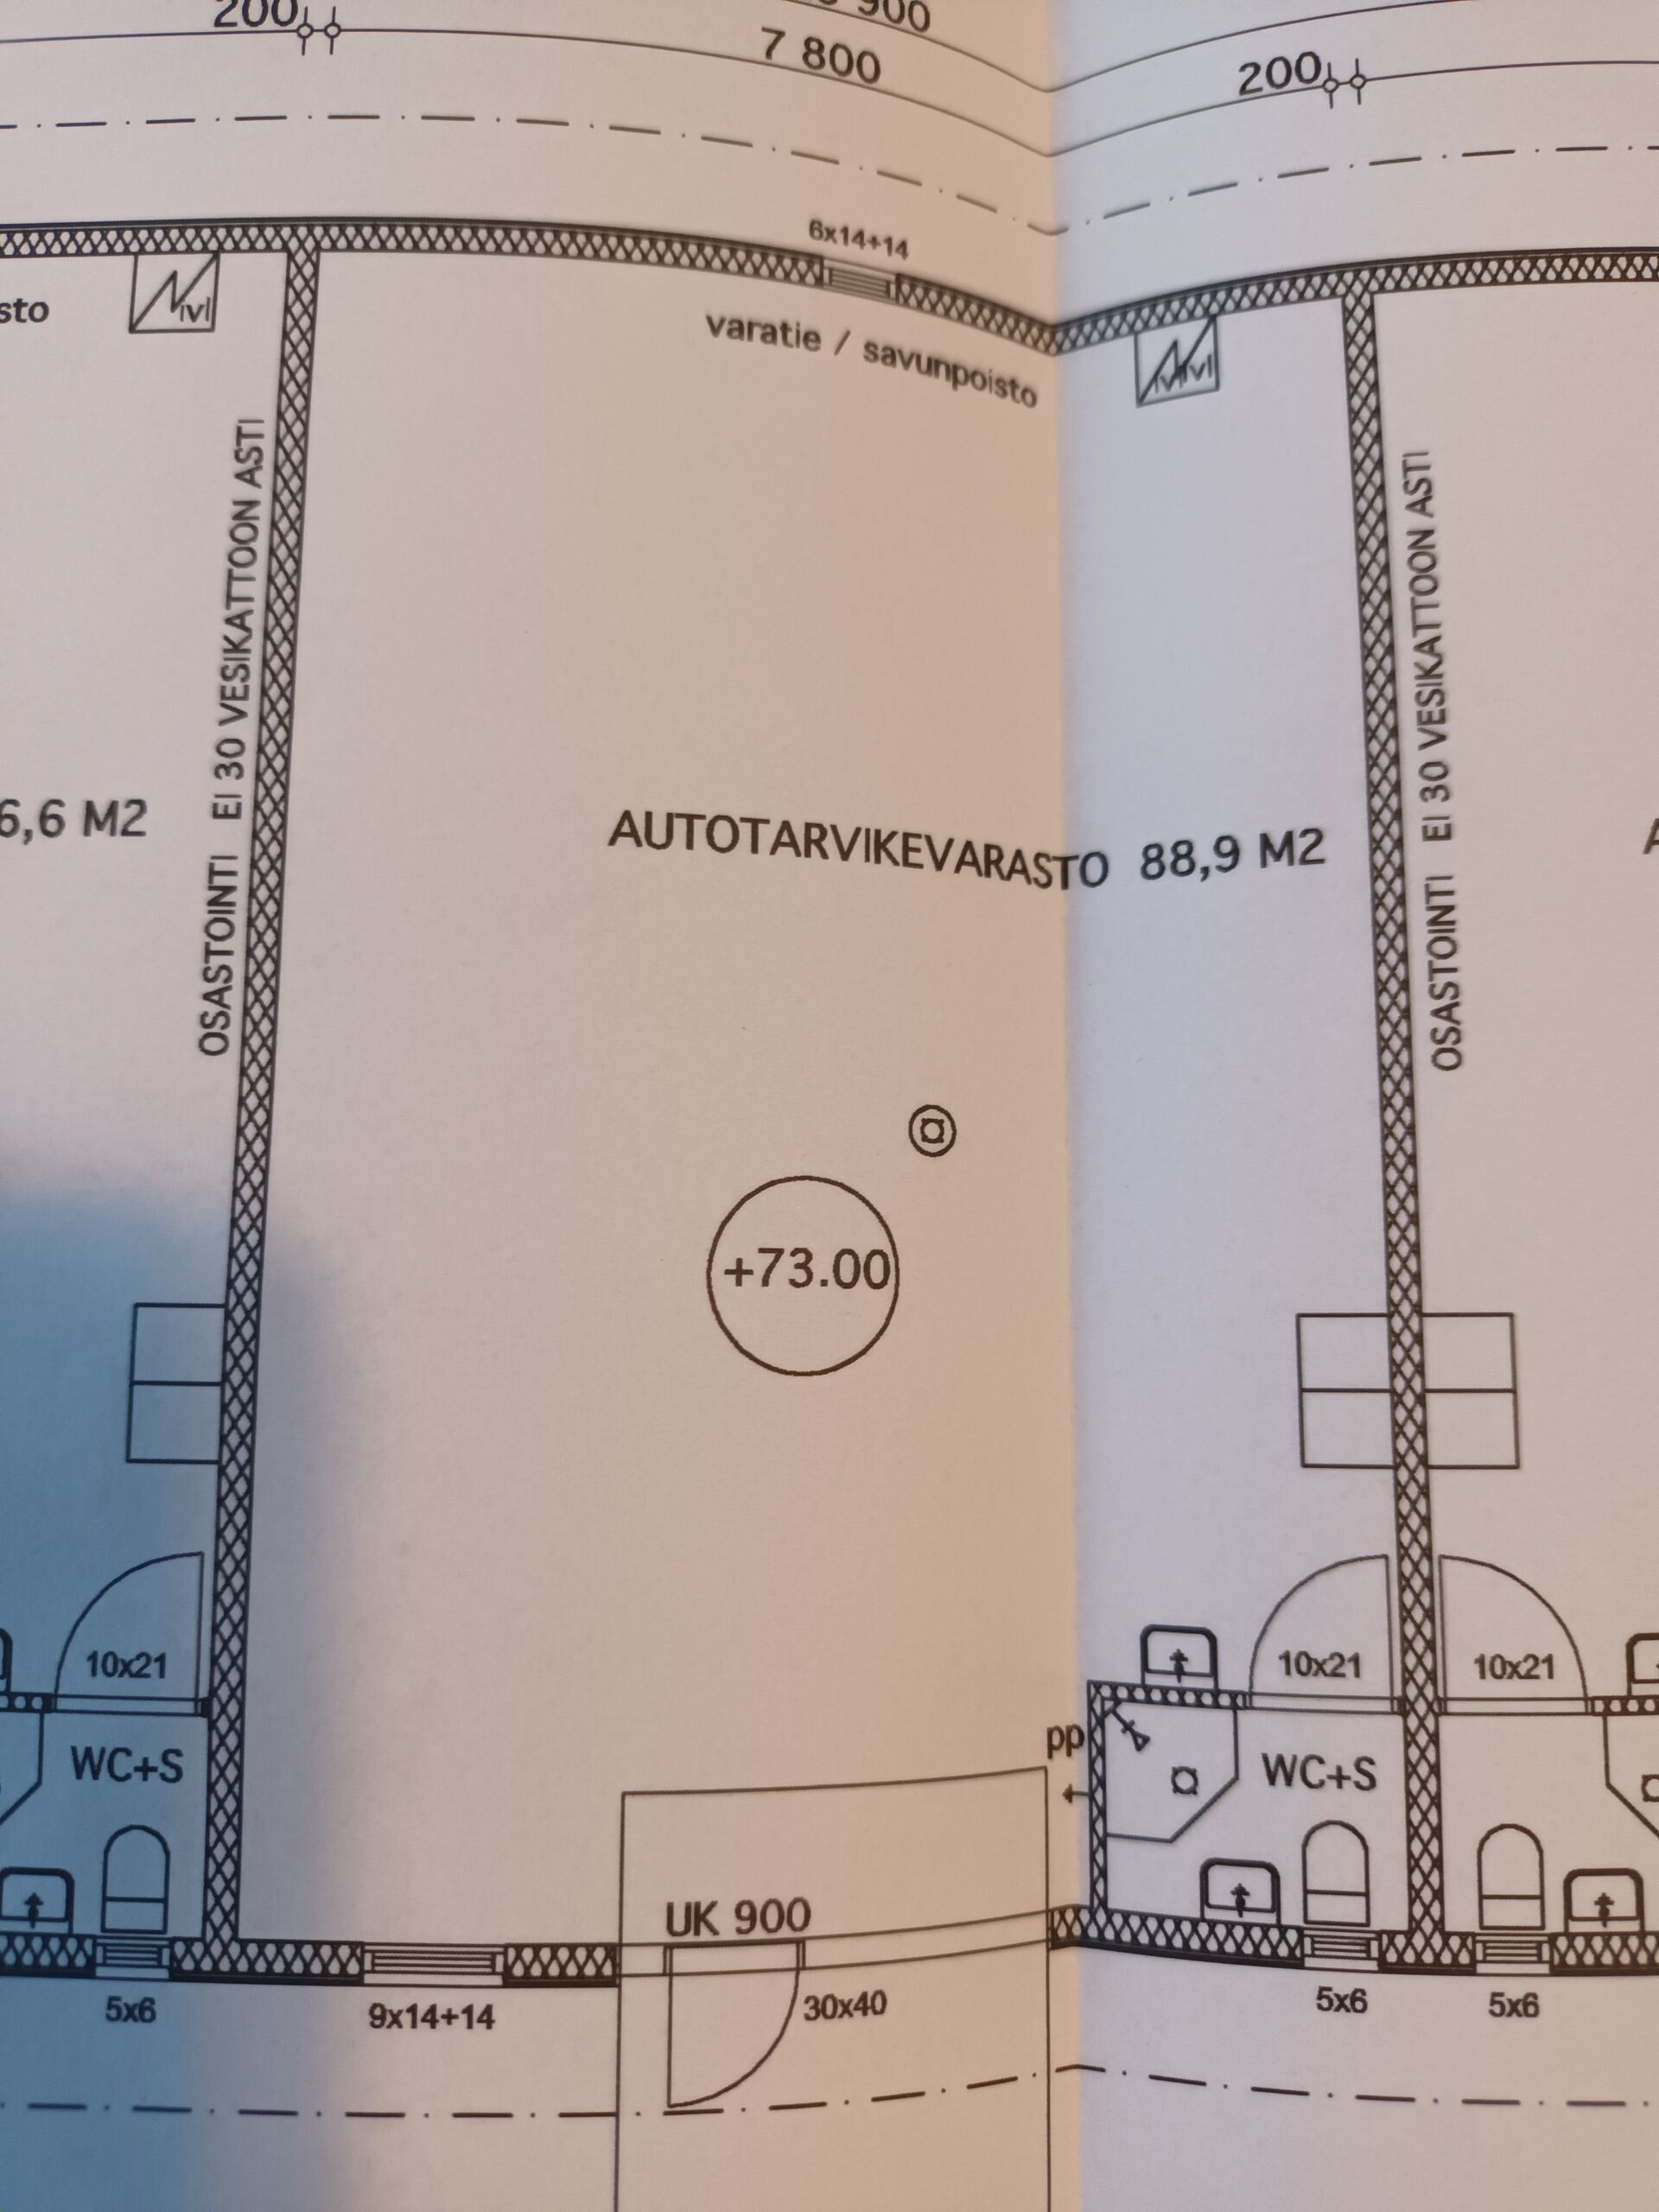 200
900
7 800
200
6x14+14
varatie / savunpoisto
sto
IVL
OSASTOINTI EI 30 VESIKATTOON ASTI
OSASTOINTI EI 30 VESIKATTOON ASTI
6,6 M2
AUTOTARVIKEVARASTO 88,9 M2
+73.00
10x21
10x21
10x21
pp
WC+S
WC+S
UK 900
30x40
5x6
9x14+14
5x6
5x6